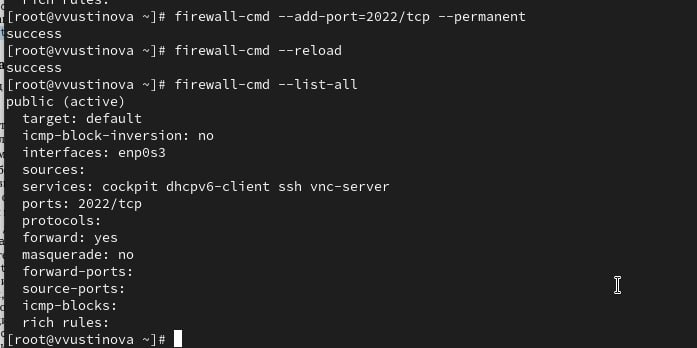 rich rules:
[root@vvustinova ~]# firewall-cmd --add-port=2022/tcp --permanent
success
[root@vvustinova ~]# firewall-cmd --reload
success
[root@vvustinova ~]# firewall-cmd --list-all
public (active)
  target: default
  icmp-block-inversion: no
  interfaces: enp0s3
  sources:
  services: cockpit dhcpv6-client ssh vnc-server
  ports: 2022/tcp
  protocols:
  forward: yes
  masquerade: no
  forward-ports:
  source-ports:
  icmp-blocks:
  rich rules:
[root@vvustinova ~]#